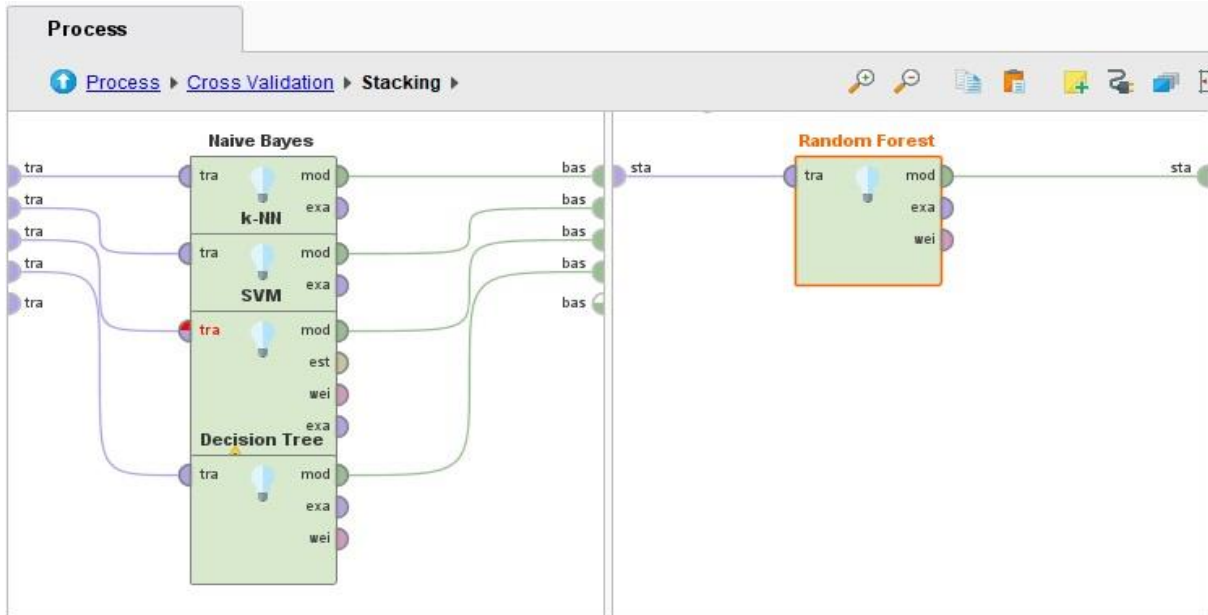 Process
Process ▸ Cross Validation ▸ Stacking ▸
Naive Bayes
tra
tra
tra
tra
tra
tra mod
exa
k-NN
mod
exa
SVM
tra mod
est
wei
exa
Decision Tree
tra mod
exa
wei
bas
bas
bas
bas
bas
Random Forest
sta
tra mod
exa
wei
sta